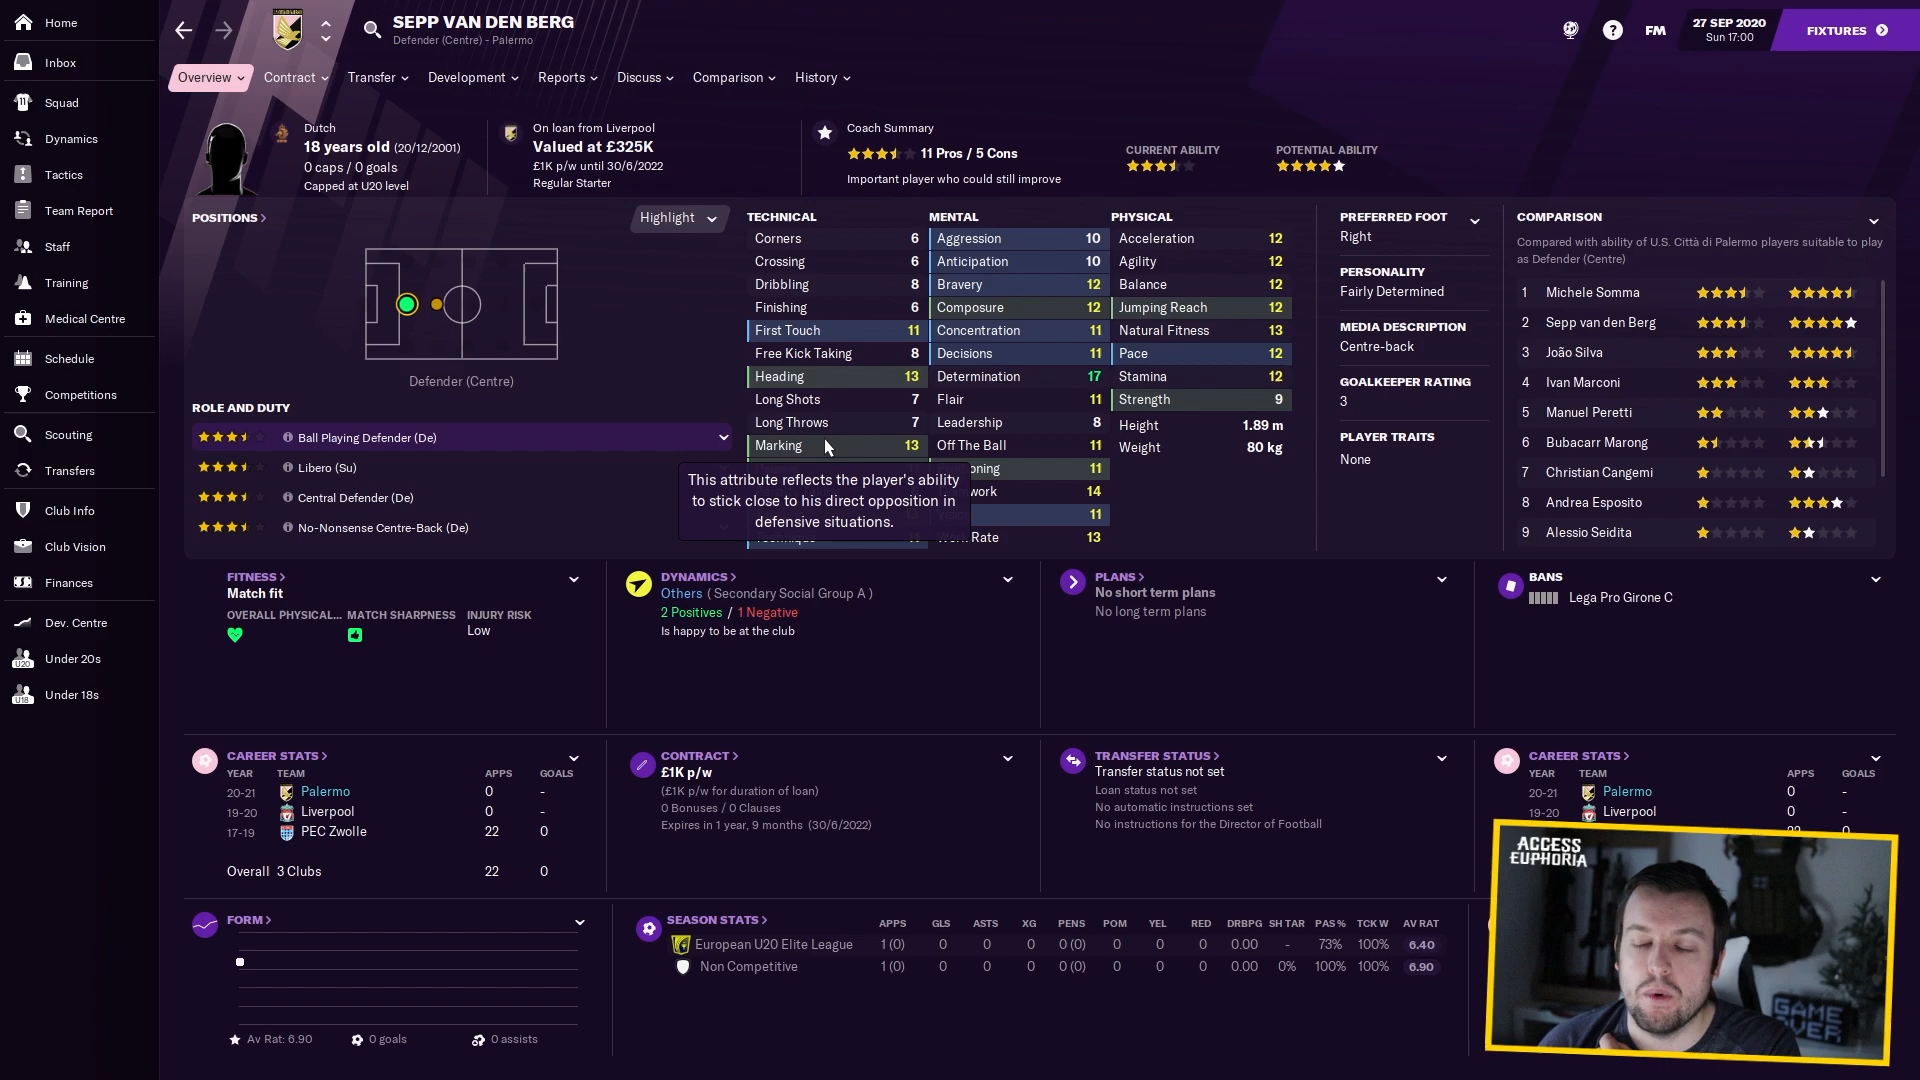 Home
Inbox
Squad
Dynamics
Tactics
Team Report
Staff
Training
Medical Centre
Schedule
Competitions
Scouting
Transfers
Club Info
Club Vision
Finances
Dev. Centre
Under 20s
Under 18s
SEPP VAN DEN BERG
Defender (Centre) - Palermo
FM
27 SEP 2020
Sun 17:00
FIXTURES
Overview Contract Transfer Development Reports Discuss Comparison History
Dutch
18 years old (20/12/2001)
0 caps / 0 goals
Capped at U20 level
On loan from Liverpool
Valued at £325K
£1K p/w until 30/6/2022
Regular Starter
Coach Summary
11 Pros / 5 Cons
Important player who could still improve
CURRENT ABILITY
POTENTIAL ABILITY
POSITIONS
Highlight
Defender (Centre)
ROLE AND DUTY
Ball Playing Defender (De)
Libero (Su)
Central Defender (De)
No-Nonsense Centre-Back (De)
TECHNICAL
Corners 6
Crossing 6
Dribbling 8
Finishing 6
First Touch 11
Free Kick Taking 8
Heading 13
Long Shots 7
Long Throws 7
Marking 13
This attribute reflects the player's ability
to stick close to his direct opposition in
defensive situations.
MENTAL
Aggression 10
Anticipation 10
Bravery 12
Composure 12
Concentration 11
Decisions 11
Determination 17
Flair 11
Leadership 8
Off The Ball 11
oning 11
work 14
11
Rate 13
PHYSICAL
Acceleration 12
Agility 12
Balance 12
Jumping Reach 12
Natural Fitness 13
Pace 12
Stamina 12
Strength 9
Height 1.89 m
Weight 80 kg
PREFERRED FOOT
Right
PERSONALITY
Fairly Determined
MEDIA DESCRIPTION
Centre-back
GOALKEEPER RATING
3
PLAYER TRAITS
None
COMPARISON
Compared with ability of U.S. Città di Palermo players suitable to play
as Defender (Centre)
1 Michele Somma
2 Sepp van den Berg
3 João Silva
4 Ivan Marconi
5 Manuel Peretti
6 Bubacarr Marong
7 Christian Cangemi
8 Andrea Esposito
9 Alessio Seidita
FITNESS
Match fit
OVERALL PHYSICAL... MATCH SHARPNESS INJURY RISK
Low
DYNAMICS
Others ( Secondary Social Group A )
2 Positives / 1 Negative
Is happy to be at the club
PLANS
No short term plans
No long term plans
BANS
Lega Pro Girone C
CAREER STATS
YEAR TEAM APPS GOALS
20-21 Palermo 0 -
19-20 Liverpool 0 -
17-19 PEC Zwolle 22 0
Overall 3 Clubs 22 0
CONTRACT
£1K p/w
(£1K p/w for duration of loan)
0 Bonuses / 0 Clauses
Expires in 1 year, 9 months (30/6/2022)
TRANSFER STATUS
Transfer status not set
Loan status not set
No automatic instructions set
No instructions for the Director of Football
CAREER STATS
YEAR TEAM APPS GOALS
20-21 Palermo 0 -
19-20 Liverpool 0 -
FORM
Av Rat: 6.90 0 goals 0 assists
SEASON STATS APPS GLS ASTS XG PENS POM YEL RED DRBPG SH TAR PAS % TCK W AV RAT
European U20 Elite League 1 (0) 0 0 0 0 (0) 0 0 0 0.00 - 73% 100% 6.40
Non Competitive 1 (0) 0 0 0 0 (0) 0 0 0 0.00 0% 100% 100% 6.90
ACCESS
EUPHORIA
GAME
OVER